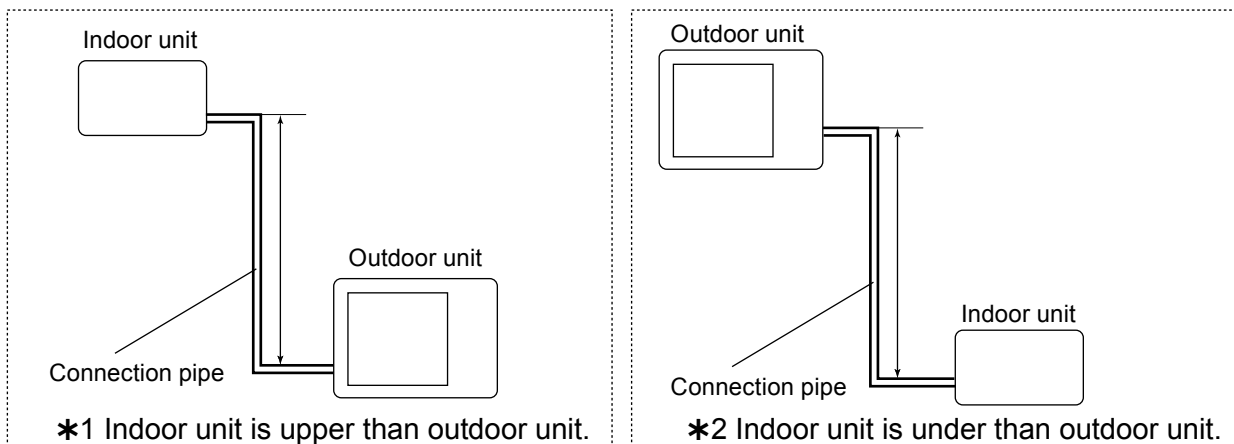 Indoor unit
Outdoor unit
Connection pipe
*1 Indoor unit is upper than outdoor unit.
Outdoor unit
Indoor unit
Connection pipe
*2 Indoor unit is under than outdoor unit.